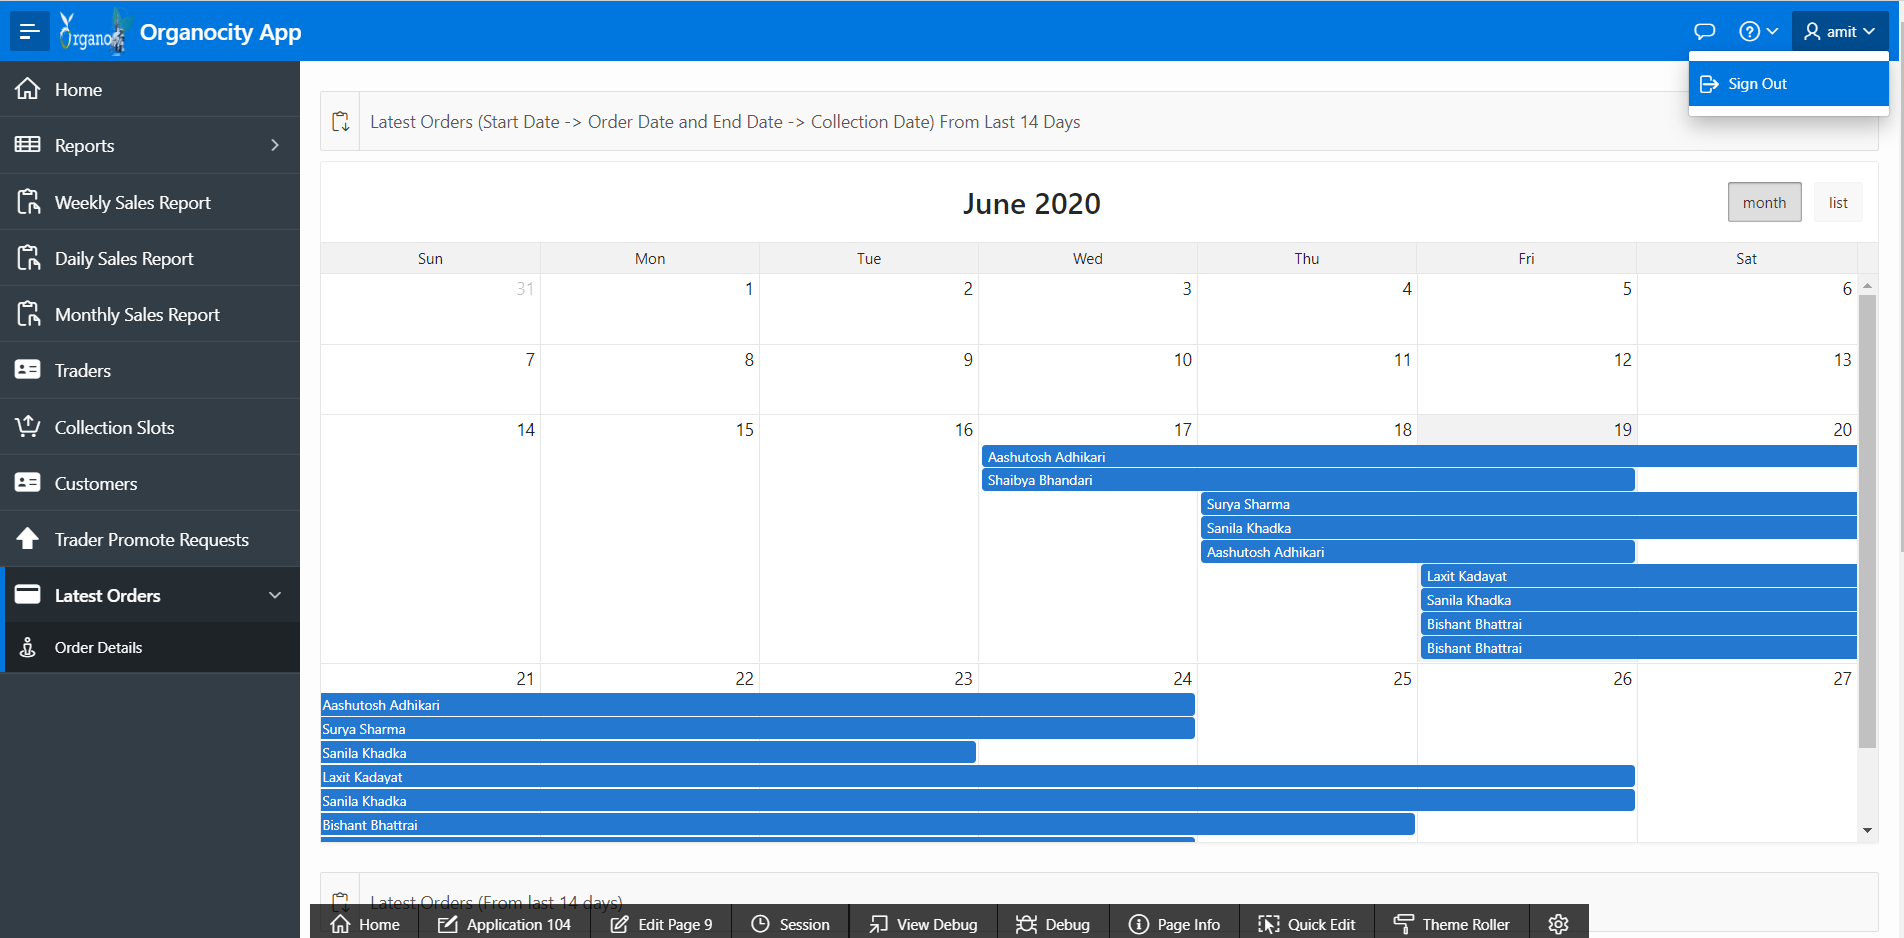 Organo
Organocity App
amit
Sign Out
Home
Reports
Weekly Sales Report
Daily Sales Report
Monthly Sales Report
Traders
Collection Slots
Customers
Trader Promote Requests
Latest Orders
Order Details
Latest Orders (Start Date -> Order Date and End Date -> Collection Date) From Last 14 Days
June 2020
month list
Sun Mon Tue Wed Thu Fri Sat
31 1 2 3 4 5 6
7 8 9 10 11 12 13
14 15 16 17 18 19 20
Aashutosh Adhikari
Shaibya Bhandari
Surya Sharma
Sanila Khadka
Aashutosh Adhikari
Laxit Kadayat
Sanila Khadka
Bishant Bhattrai
Bishant Bhattrai
21 22 23 24 25 26 27
Aashutosh Adhikari
Surya Sharma
Sanila Khadka
Laxit Kadayat
Sanila Khadka
Bishant Bhattrai
Latest Orders (From last 14 days)
Home Application 104 Edit Page 9 Session View Debug Debug Page Info Quick Edit Theme Roller